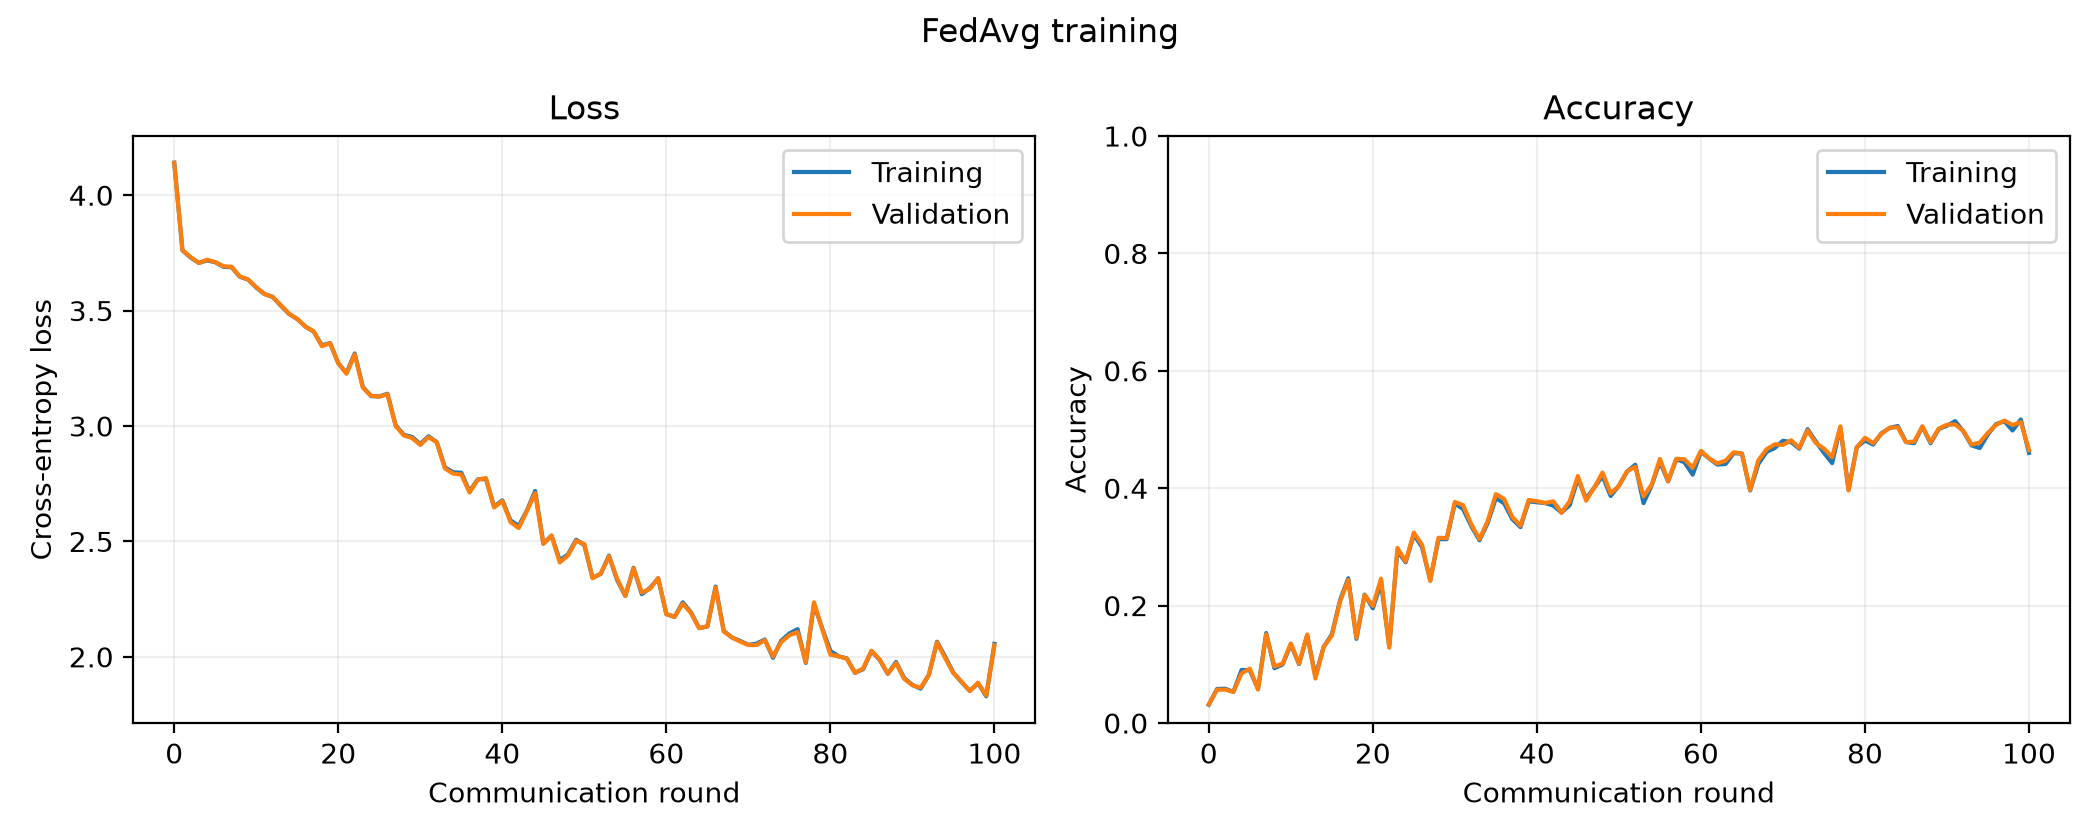 FedAvg training
Loss
Cross-entropy loss
4.0
3.5
3.0
2.5
2.0
0 20 40 60 80 100
Communication round
Training
Validation
Accuracy
Accuracy
1.0
0.8
0.6
0.4
0.2
0.0
0 20 40 60 80 100
Communication round
Training
Validation